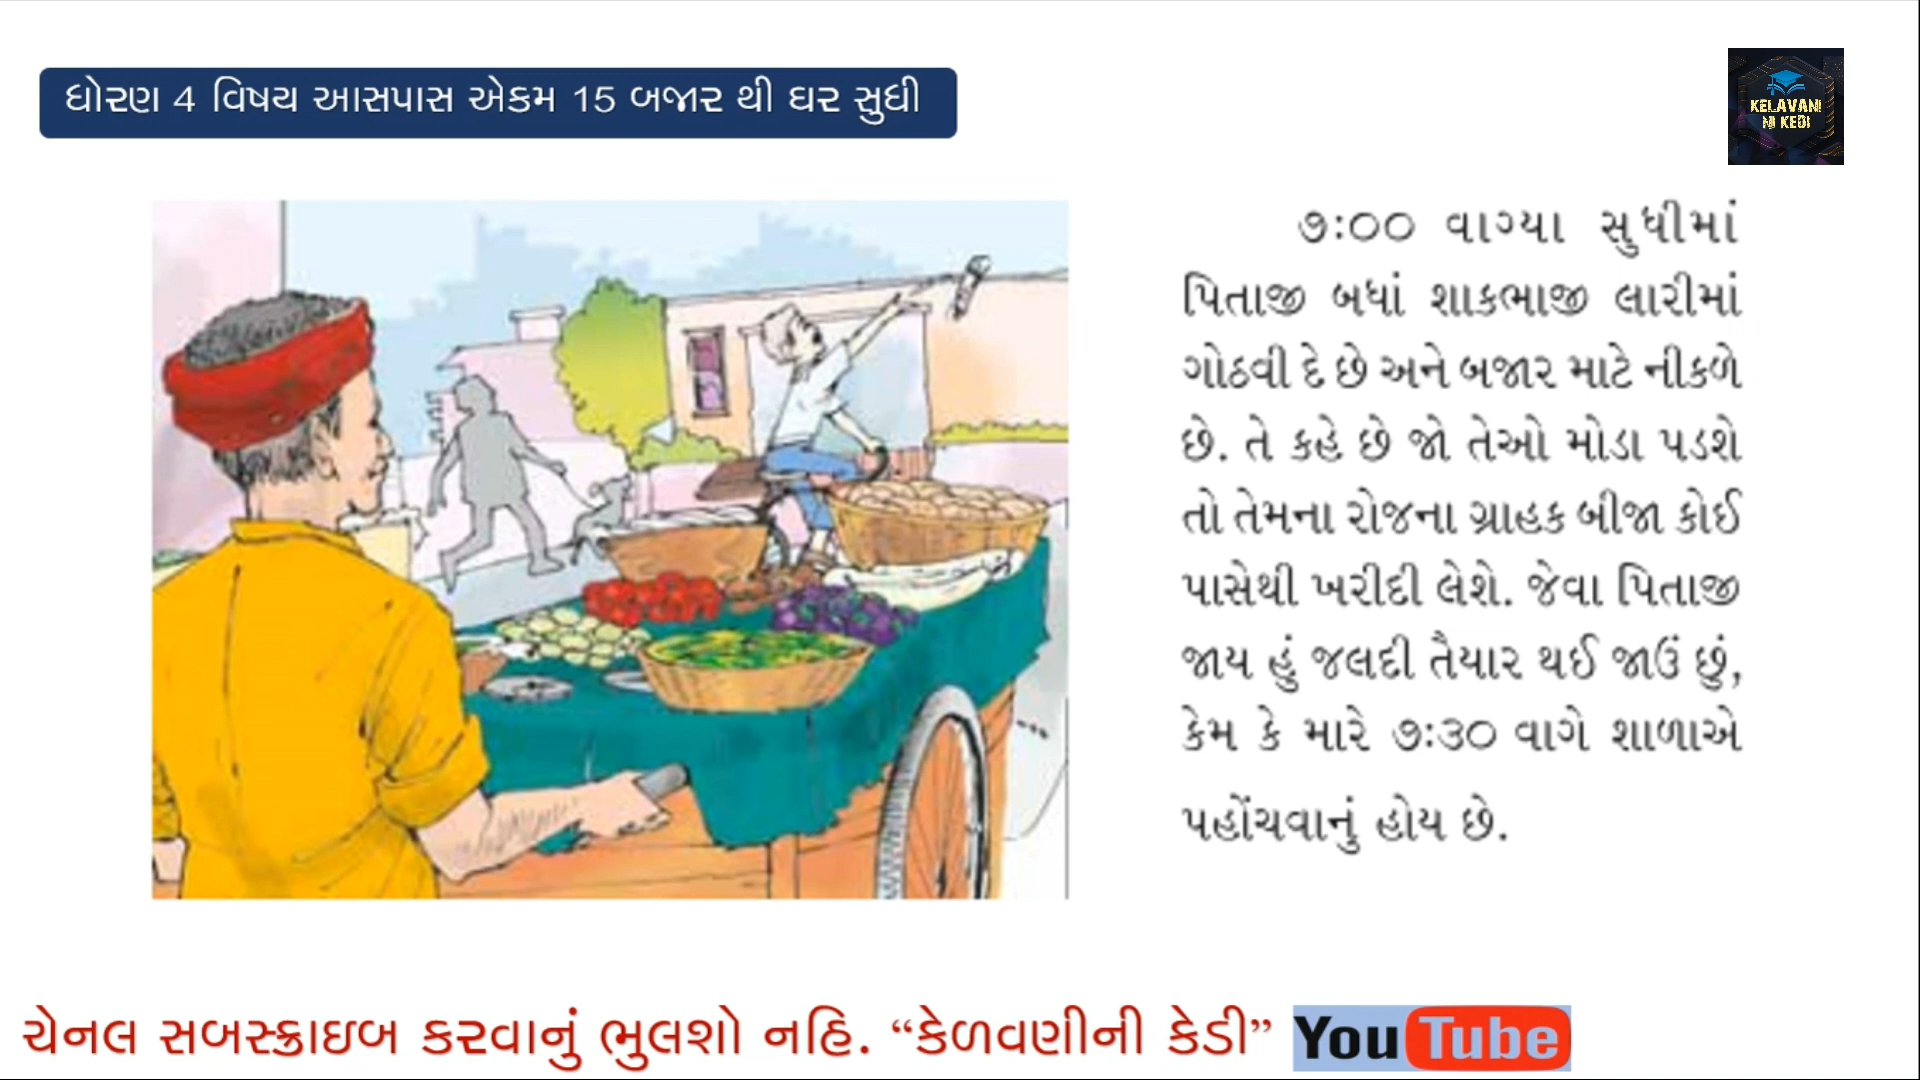 ધોરણ 4 વિષય આસપાસ એકમ 15 બજાર થી ઘર સુધી
KELAVANI
NI KEDI
૭:૦૦ વાગ્યા સુધીમાં
પિતાજી બધાં શાકભાજી લારીમાં
ગોઠવી દે છે અને બજાર માટે નીકળે
છે. તે કહે છે જો તેઓ મોડા પડશે
તો તેમના રોજના ગ્રાહક બીજા કોઈ
પાસેથી ખરીદી લેશે. જેવા પિતાજી
જાય હું જલદી તૈયાર થઈ જાઉં છું,
કેમ કે મારે ૭:૩૦ વાગે શાળાએ
પહોંચવાનું હોય છે.
ચેનલ સબસ્ક્રાઇબ કરવાનું ભુલશો નહિ. “કેળવણીની કેડી” YouTube